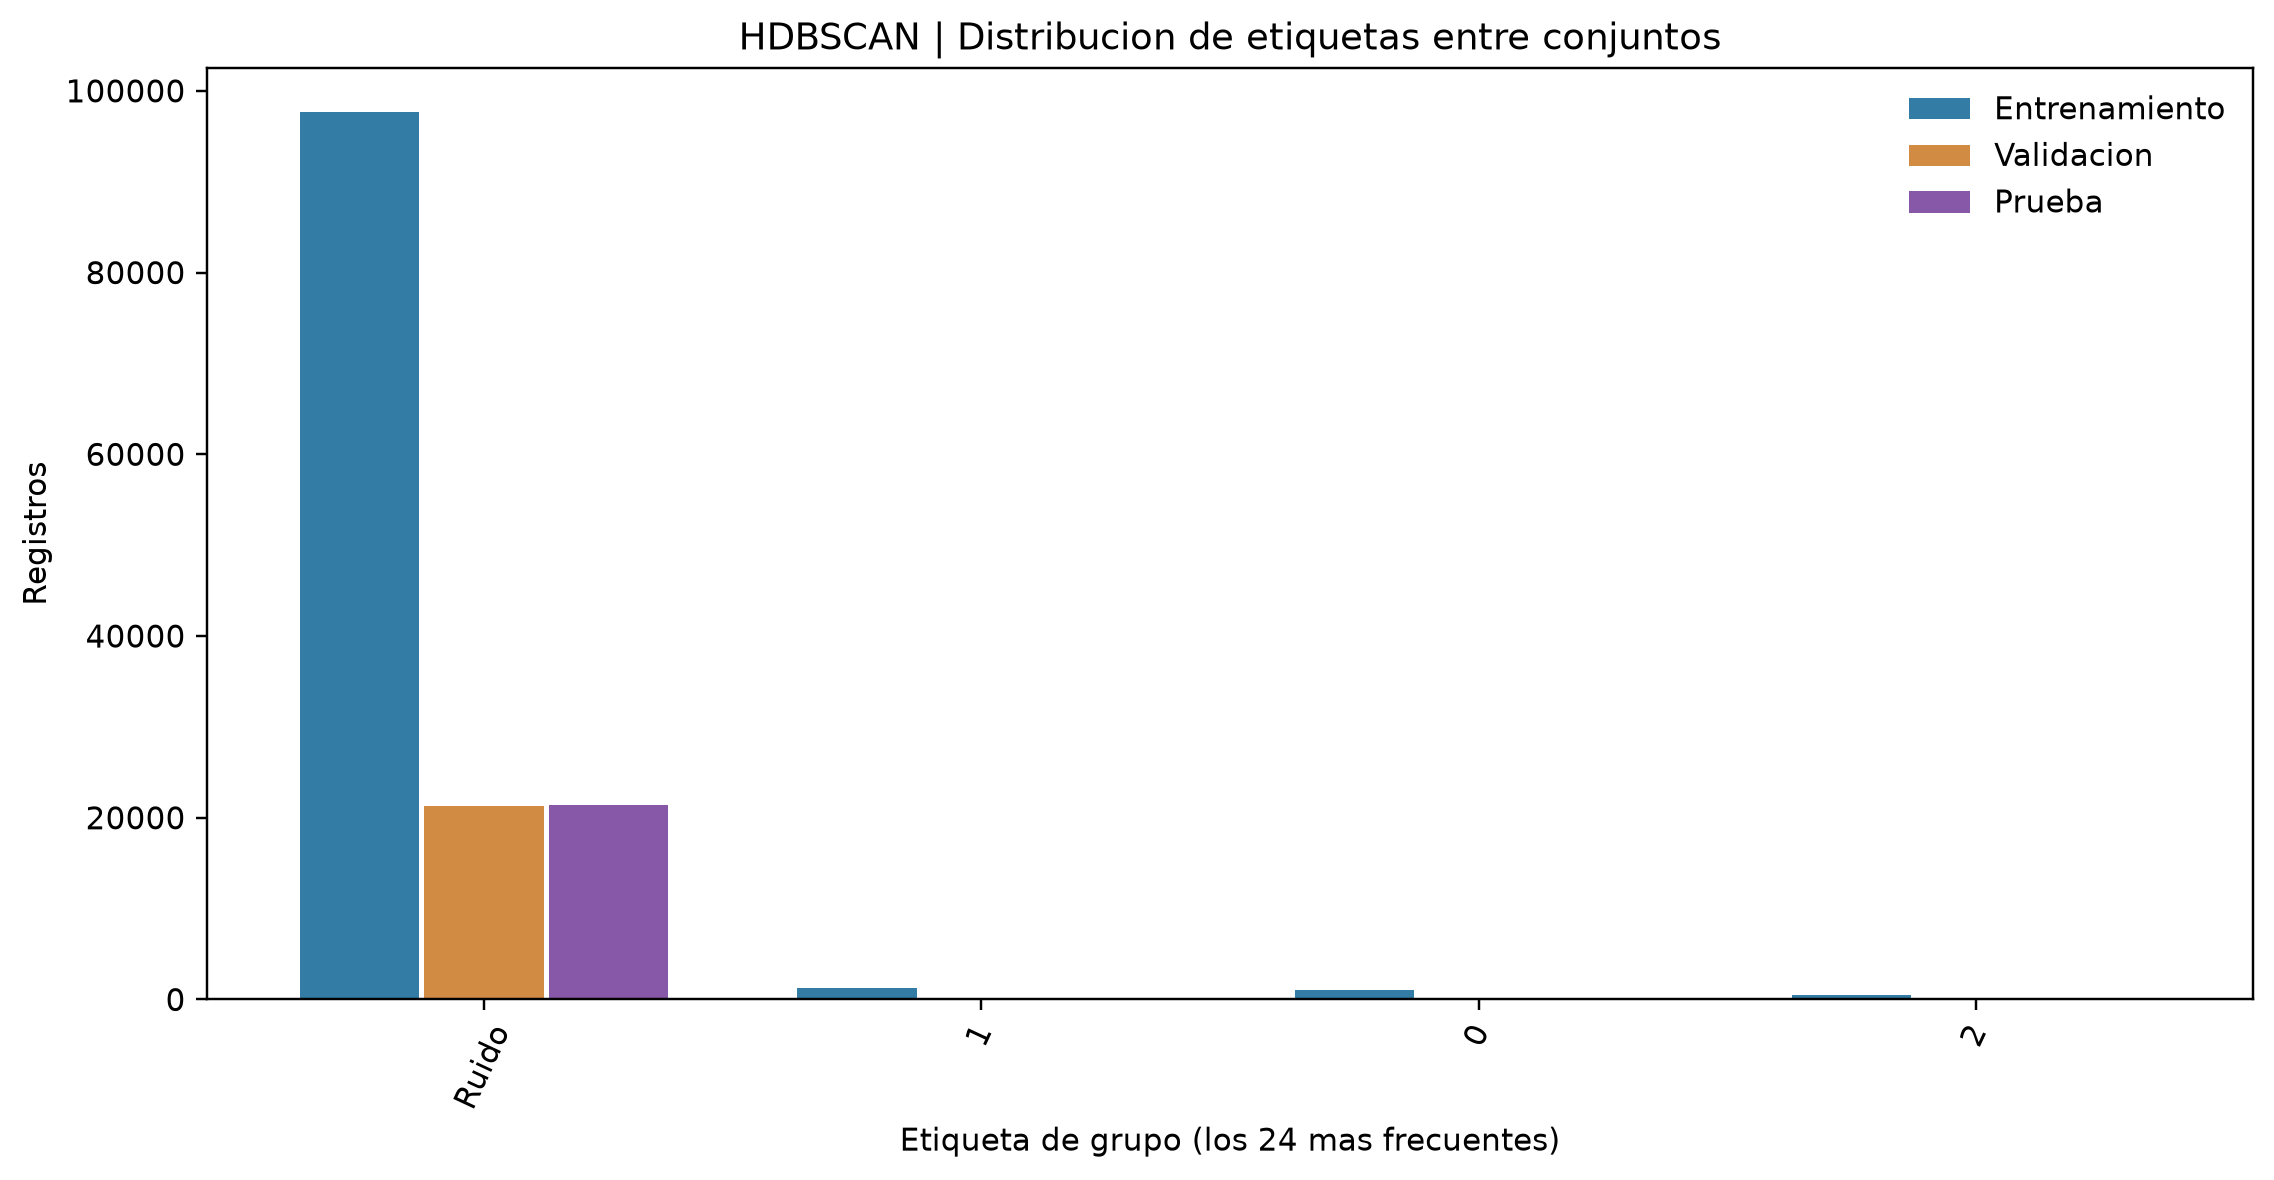 HDBSCAN | Distribucion de etiquetas entre conjuntos
100000
80000
60000
40000
20000
0
Registros
Entrenamiento
Validacion
Prueba
Ruido
1
0
2
Etiqueta de grupo (los 24 mas frecuentes)